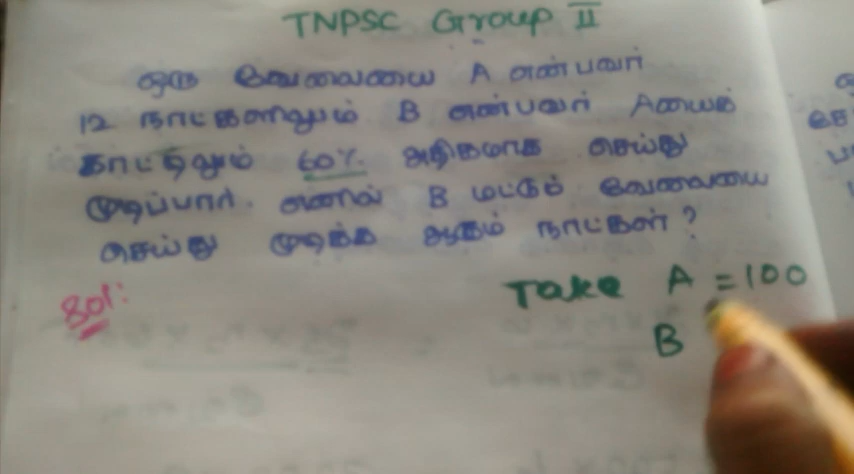 TNPSC Group II
ஒரு வேலையை A என்பவர்
12 நாட்களிலும் B என்பவர் Aயைக்
காட்டிலும் 60% அதிகமாக செய்து
முடிப்பார். எனில் B மட்டும் வேலையை
செய்து முடிக்க ஆகும் நாட்கள்?
Sol:
Take A = 100
B